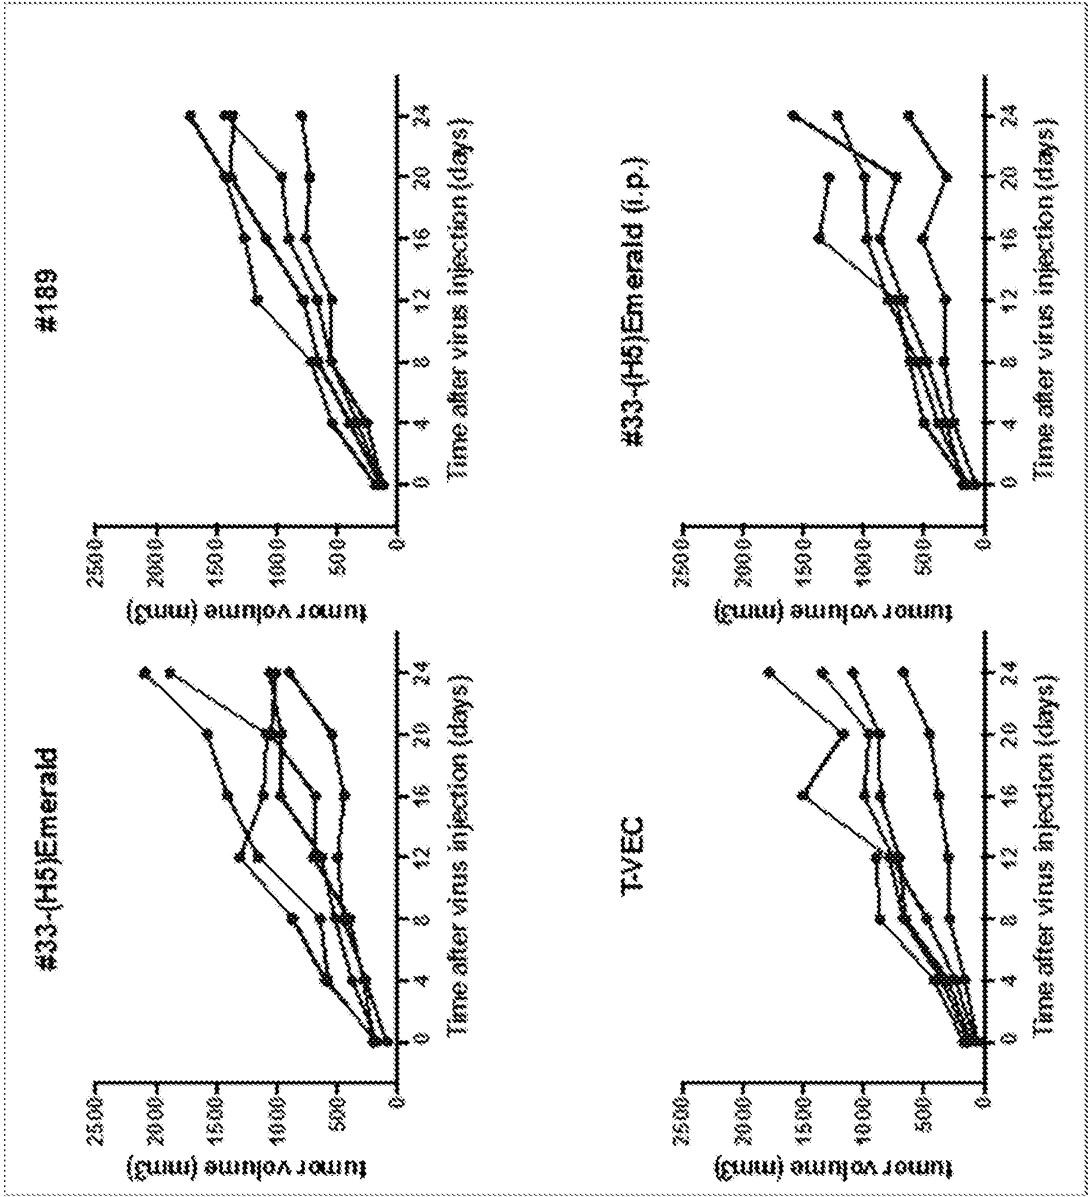 #33-(H5)Emerald
tumor volume (mm3)
2500
2000
1500
1000
500
0
0 4 8 12 16 20 24
Time after virus injection (days)
#189
tumor volume (mm3)
2500
2000
1500
1000
500
0
0 4 8 12 16 20 24
Time after virus injection (days)
T-VEC
tumor volume (mm3)
2500
2000
1500
1000
500
0
0 4 8 12 16 20 24
Time after virus injection (days)
#33-(H5)Emerald (i.p.)
tumor volume (mm3)
2500
2000
1500
1000
500
0
0 4 8 12 16 20 24
Time after virus injection (days)